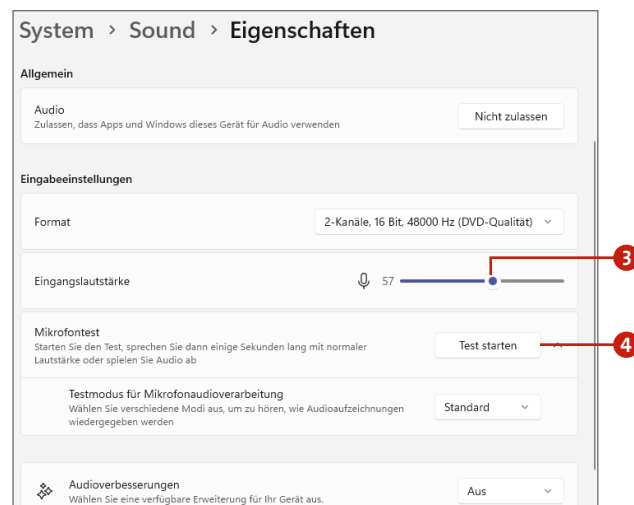 System > Sound > Eigenschaften
Allgemein
Audio
Zulassen, dass Apps und Windows dieses Gerät für Audio verwenden
Nicht zulassen
Eingabeeinstellungen
Format
2-Kanäle, 16 Bit, 48000 Hz (DVD-Qualität)
3
Eingangslautstärke
57
Mikrofontest
Starten Sie den Test, sprechen Sie dann einige Sekunden lang mit normaler
Lautstärke oder spielen Sie Audio ab
Test starten
4
Testmodus für Mikrofonaudioverarbeitung
Wählen Sie verschiedene Modi aus, um zu hören, wie Audioaufzeichnungen
wiedergegeben werden
Standard
Audioverbesserungen
Wählen Sie eine verfügbare Erweiterung für Ihr Gerät aus.
Aus